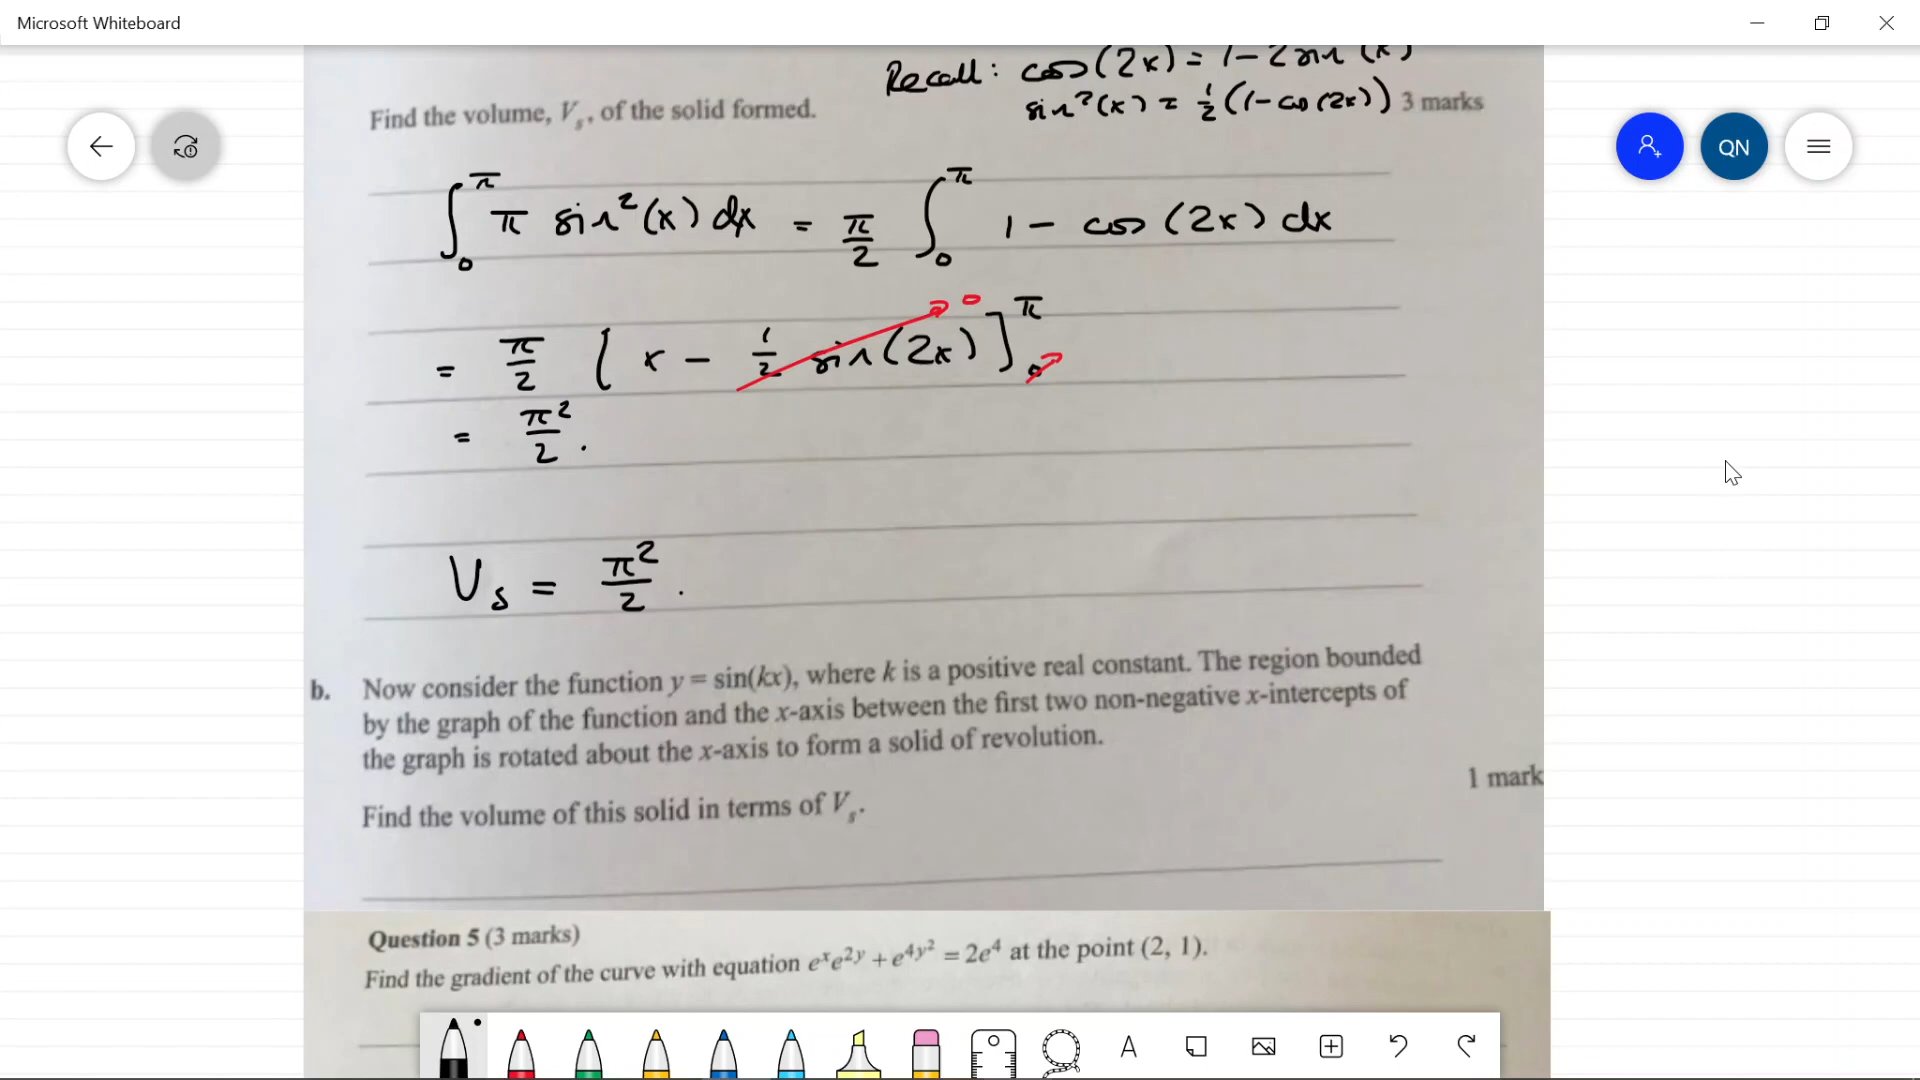 Microsoft Whiteboard
Recall: cos(2x) = 1 - 2 sin²(x)
Find the volume, Vₛ, of the solid formed.
sin²(x) = ½(1 - cos(2x)) 3 marks
QN
∫₀^π π sin²(x) dx = π/2 ∫₀^π 1 - cos(2x) dx
= π/2 [x - ½ sin(2x)]₀^π 0
= π²/2.
Vₛ = π²/2.
b. Now consider the function y = sin(kx), where k is a positive real constant. The region bounded
by the graph of the function and the x-axis between the first two non-negative x-intercepts of
the graph is rotated about the x-axis to form a solid of revolution.
1 mark
Find the volume of this solid in terms of Vₛ.
Question 5 (3 marks)
Find the gradient of the curve with equation eˣe²ʸ + e⁴ʸ² = 2e⁴ at the point (2, 1).
A